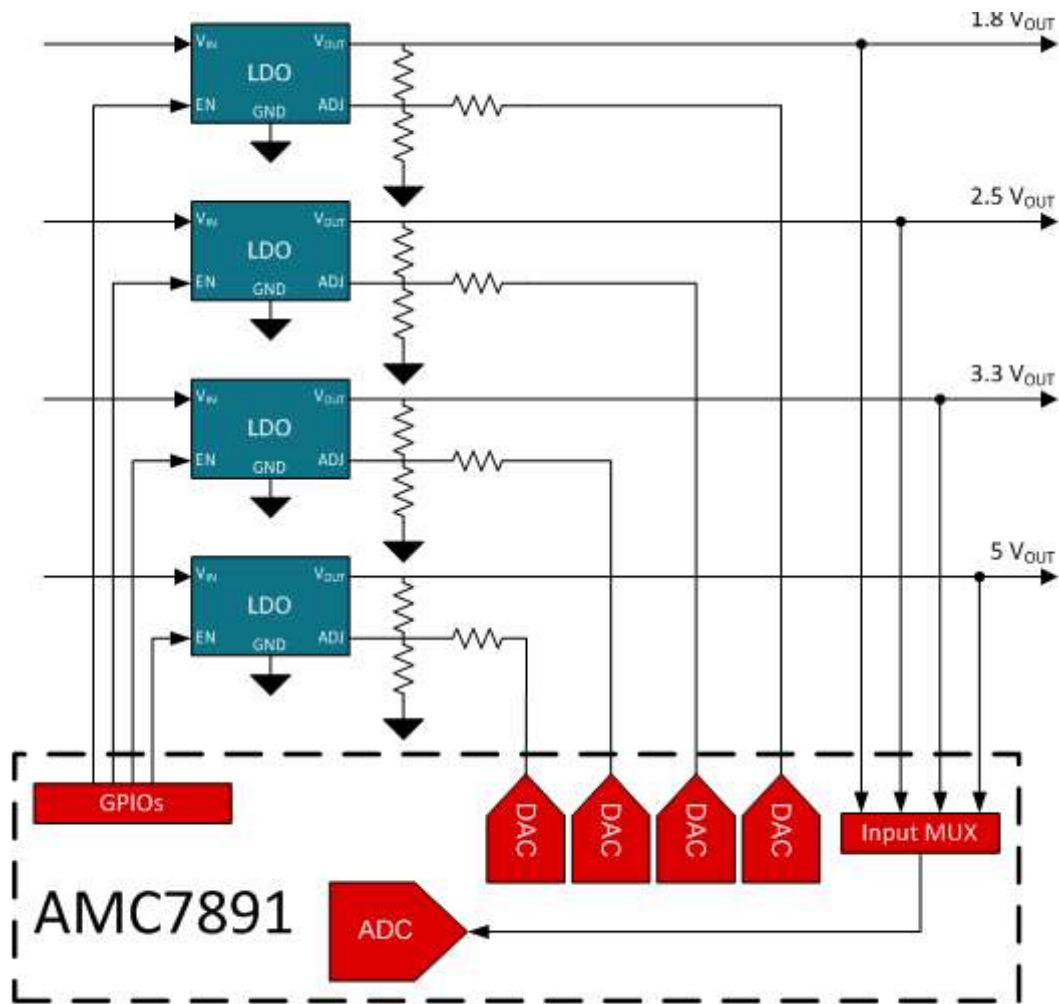 1.8 VOUT
VIN VOUT
LDO
EN GND ADJ
2.5 VOUT
VIN VOUT
LDO
EN GND ADJ
3.3 VOUT
VIN VOUT
LDO
EN GND ADJ
5 VOUT
VIN VOUT
LDO
EN GND ADJ
GPIOs
DAC DAC DAC DAC
Input MUX
AMC7891
ADC